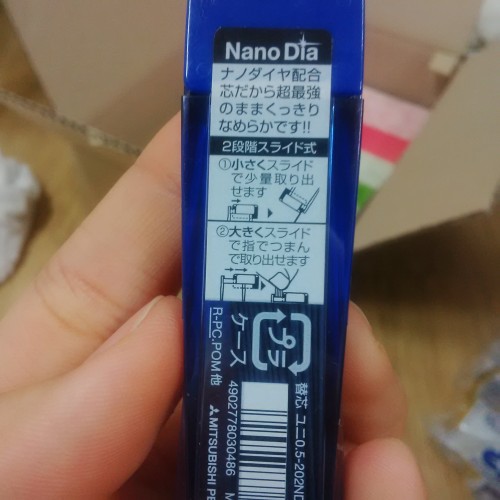 Nano Dia
ナノダイヤ配合
芯だから超最強
のままくっきり
なめらかです!!
2段階スライド式
①小さくスライド
で少量取り出
せます
②大きくスライド
で指でつまん
で取り出せます
プラ
ケース
R-PC,POM他
替芯 ユニ0.5-202ND
4902778030486
MITSUBISHI PE